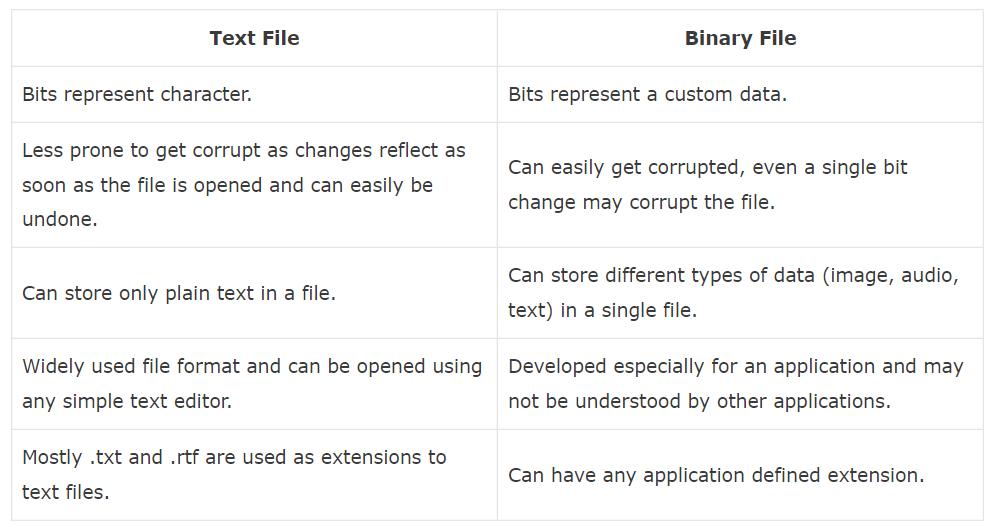 Text File
Binary File
Bits represent character.
Bits represent a custom data.
Less prone to get corrupt as changes reflect as
soon as the file is opened and can easily be
undone.
Can easily get corrupted, even a single bit
change may corrupt the file.
Can store only plain text in a file.
Can store different types of data (image, audio,
text) in a single file.
Widely used file format and can be opened using
any simple text editor.
Developed especially for an application and may
not be understood by other applications.
Mostly .txt and .rtf are used as extensions to
text files.
Can have any application defined extension.